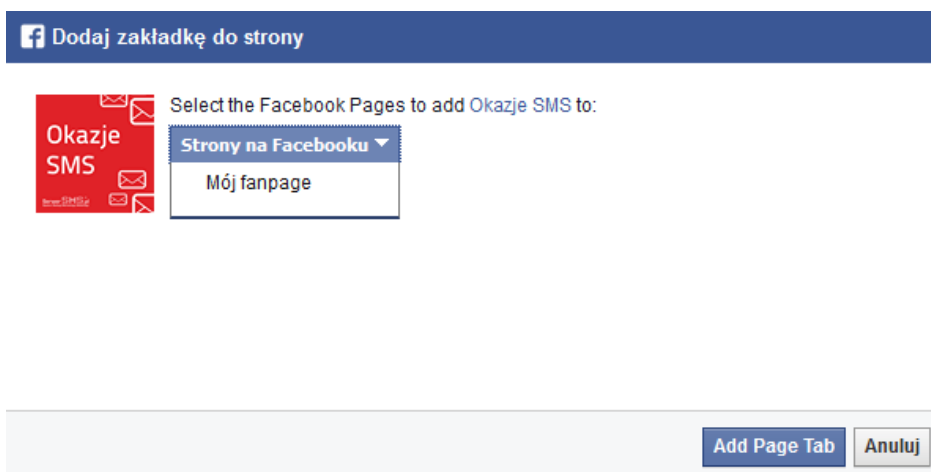 Dodaj zakładkę do strony
Select the Facebook Pages to add Okazje SMS to:
Okazje
SMS
Strony na Facebooku
Mój fanpage
Add Page Tab
Anuluj